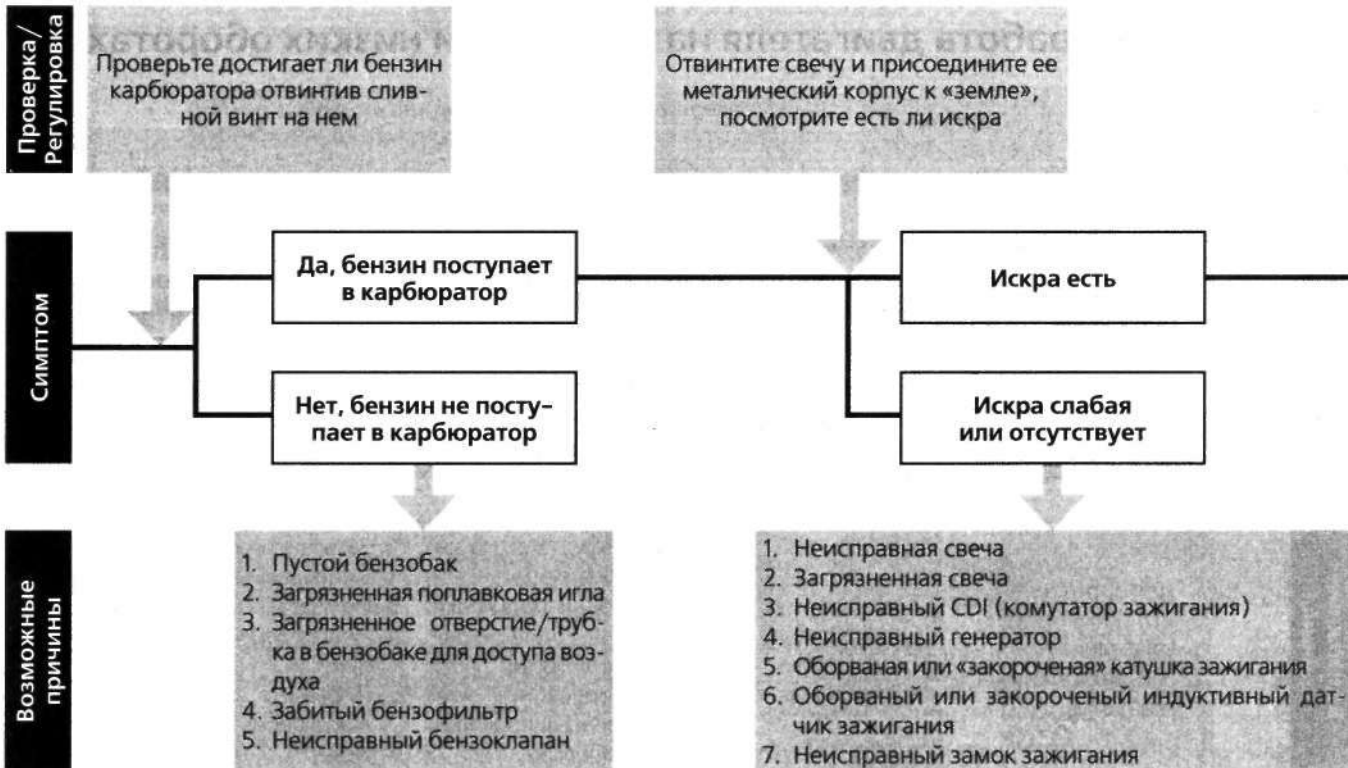 Проверка/
Регулировка
работа двигателя на
и низких оборотах
Проверьте достигает ли бензин
карбюратора отвинтив слив-
ной винт на нем
Отвинтите свечу и присоедините ее
металический корпус к «земле»,
посмотрите есть ли искра
Симптом
Да, бензин поступает
в карбюратор
Искра есть
Нет, бензин не посту-
пает в карбюратор
Искра слабая
или отсутствует
Возможные
причины
1. Пустой бензобак
2. Загрязненная поплавковая игла
3. Загрязненное отверстие/труб-
ка в бензобаке для доступа воз-
духа
4. Забитый бензофильтр
5. Неисправный бензоклапан
1. Неисправная свеча
2. Загрязненная свеча
3. Неисправный CDI (комутатор зажигания)
4. Неисправный генератор
5. Оборваная или «закороченая» катушка зажигания
6. Оборваный или закороченый индуктивный дат-
чик зажигания
7. Неисправный замок зажигания